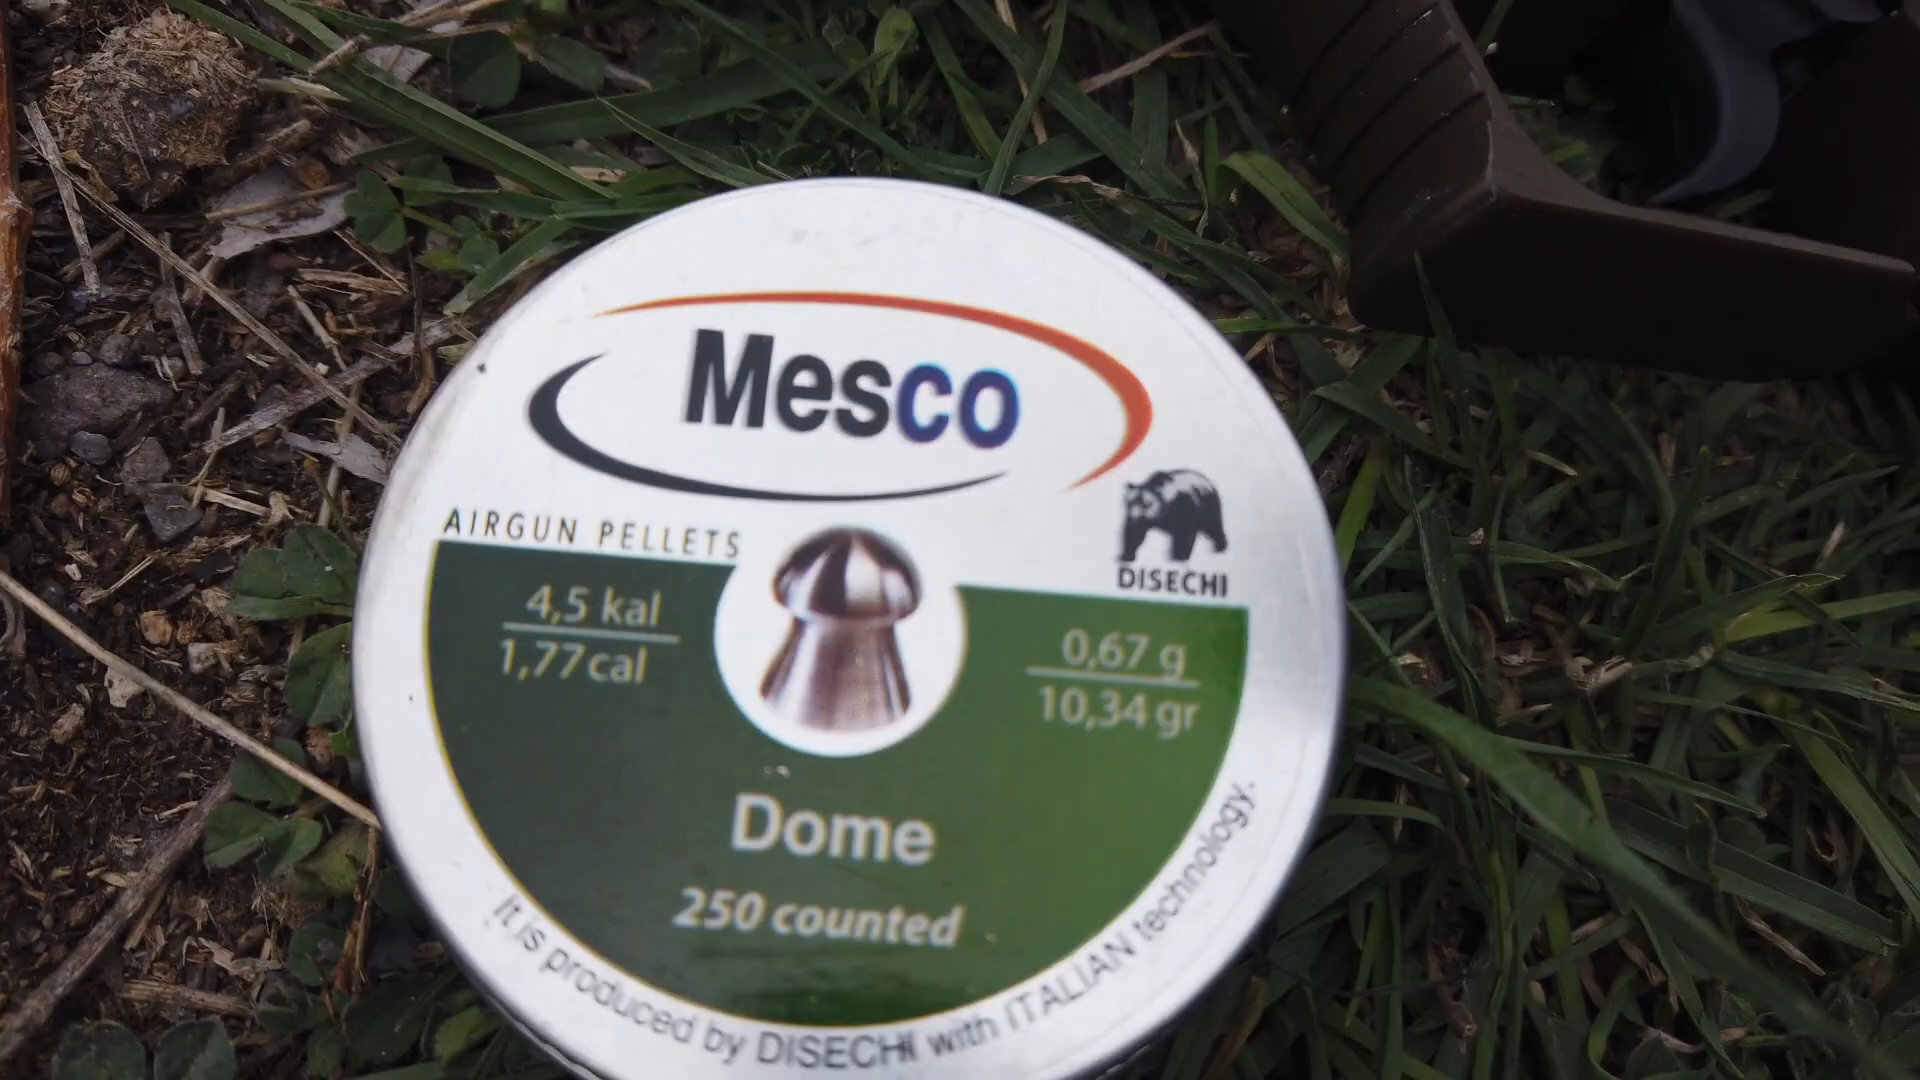 Mesco
AIRGUN PELLETS
DISECHI
4,5 kal
1,77 cal
0,67 g
10,34 gr
Dome
250 counted
It is produced by DISECHI with ITALIAN technology.